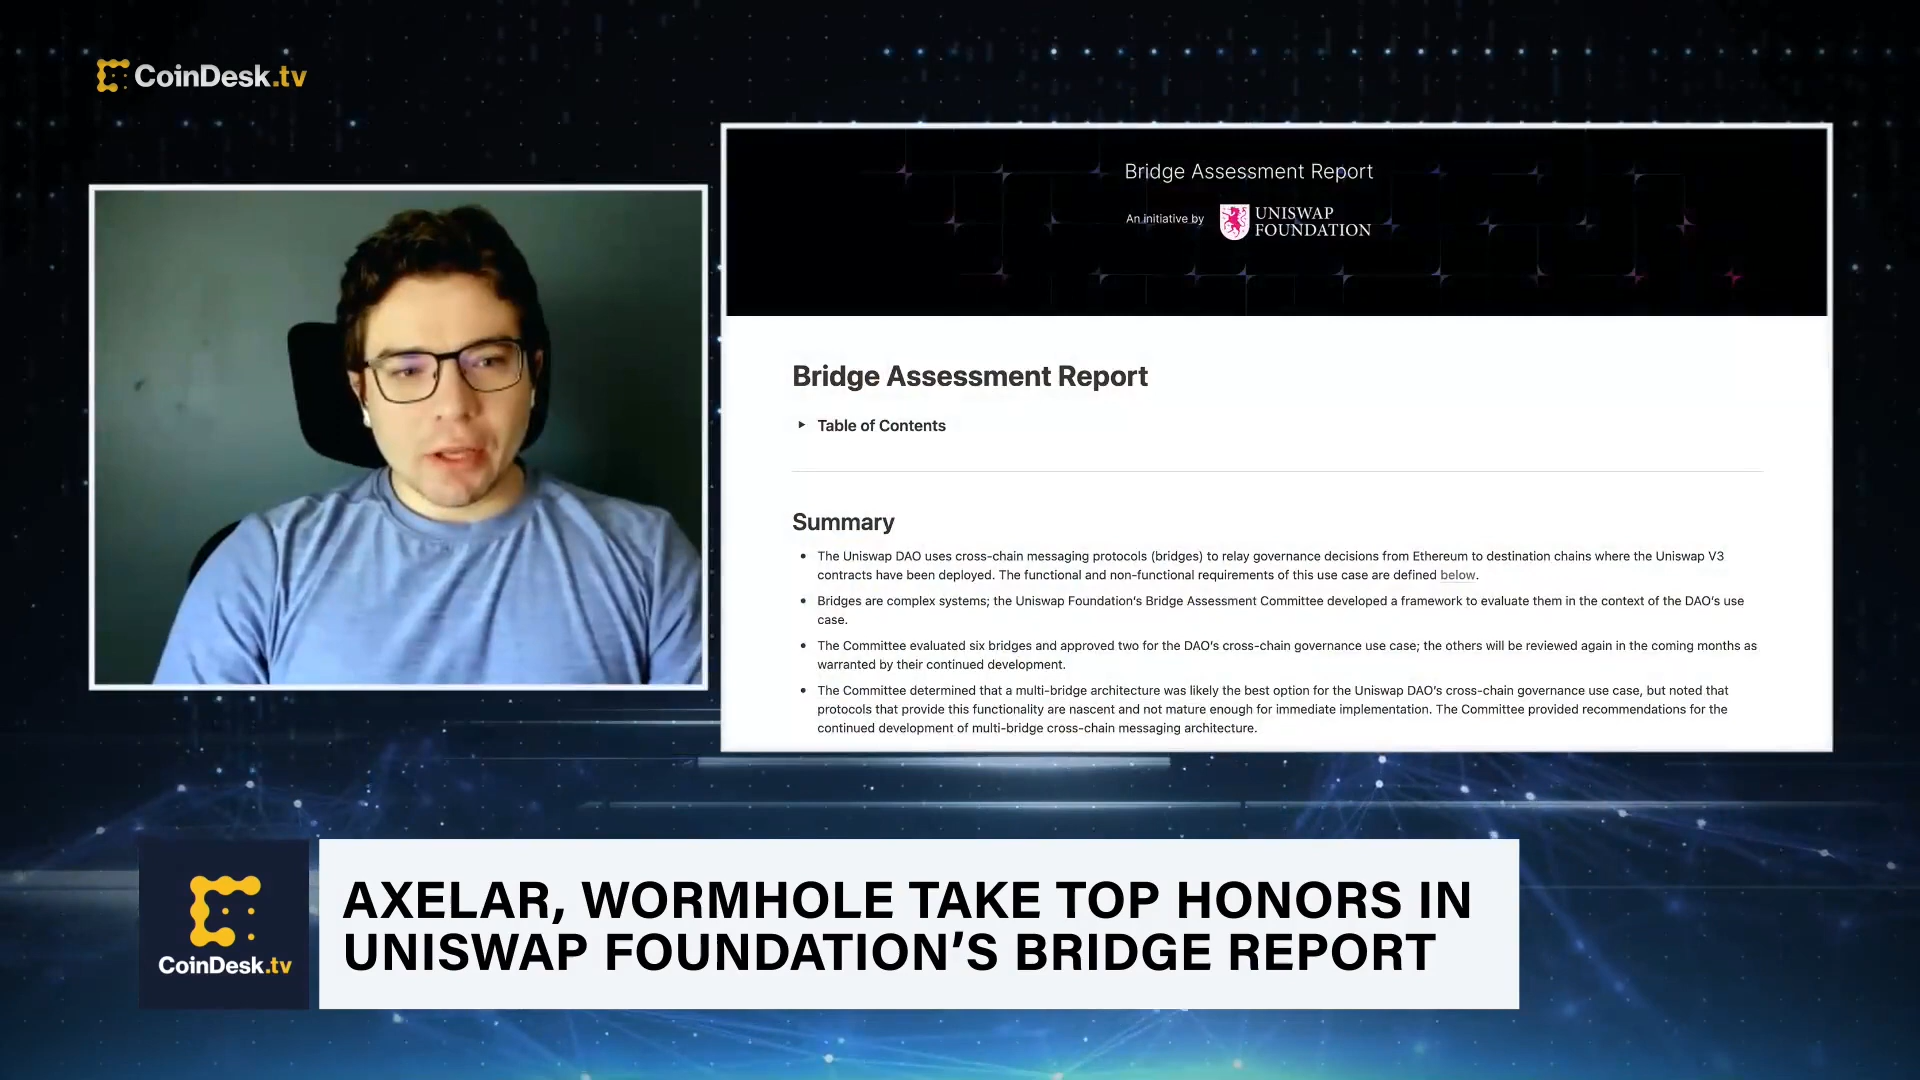 CoinDesk.tv
Bridge Assessment Report
An initiative by
UNISWAP
FOUNDATION
Bridge Assessment Report
Table of Contents
Summary
The Uniswap DAO uses cross-chain messaging protocols (bridges) to relay governance decisions from Ethereum to destination chains where the Uniswap V3
contracts have been deployed. The functional and non-functional requirements of this use case are defined below.
Bridges are complex systems; the Uniswap Foundation's Bridge Assessment Committee developed a framework to evaluate them in the context of the DAO's use
case.
The Committee evaluated six bridges and approved two for the DAO's cross-chain governance use case; the others will be reviewed again in the coming months as
warranted by their continued development.
The Committee determined that a multi-bridge architecture was likely the best option for the Uniswap DAO's cross-chain governance use case, but noted that
protocols that provide this functionality are nascent and not mature enough for immediate implementation. The Committee provided recommendations for the
continued development of multi-bridge cross-chain messaging architecture.
CoinDesk.tv
AXELAR, WORMHOLE TAKE TOP HONORS IN
UNISWAP FOUNDATION'S BRIDGE REPORT